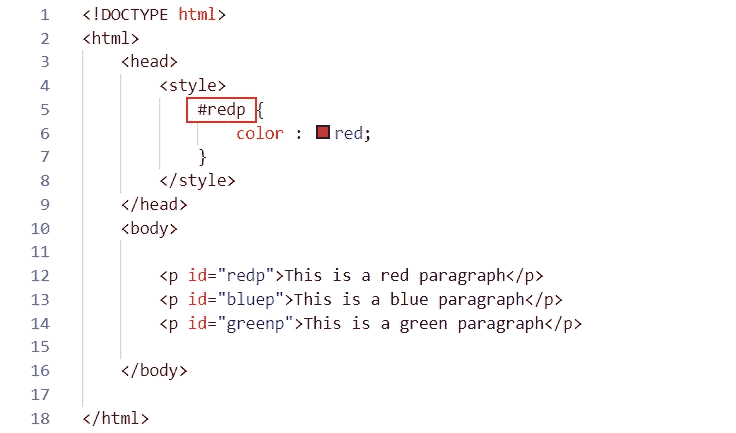 1 <!DOCTYPE html>
2 <html>
3 <head>
4 <style>
5 #redp {
6 color : red;
7 }
8 </style>
9 </head>
10 <body>
11
12 <p id="redp">This is a red paragraph</p>
13 <p id="bluep">This is a blue paragraph</p>
14 <p id="greenp">This is a green paragraph</p>
15
16 </body>
17
18 </html>